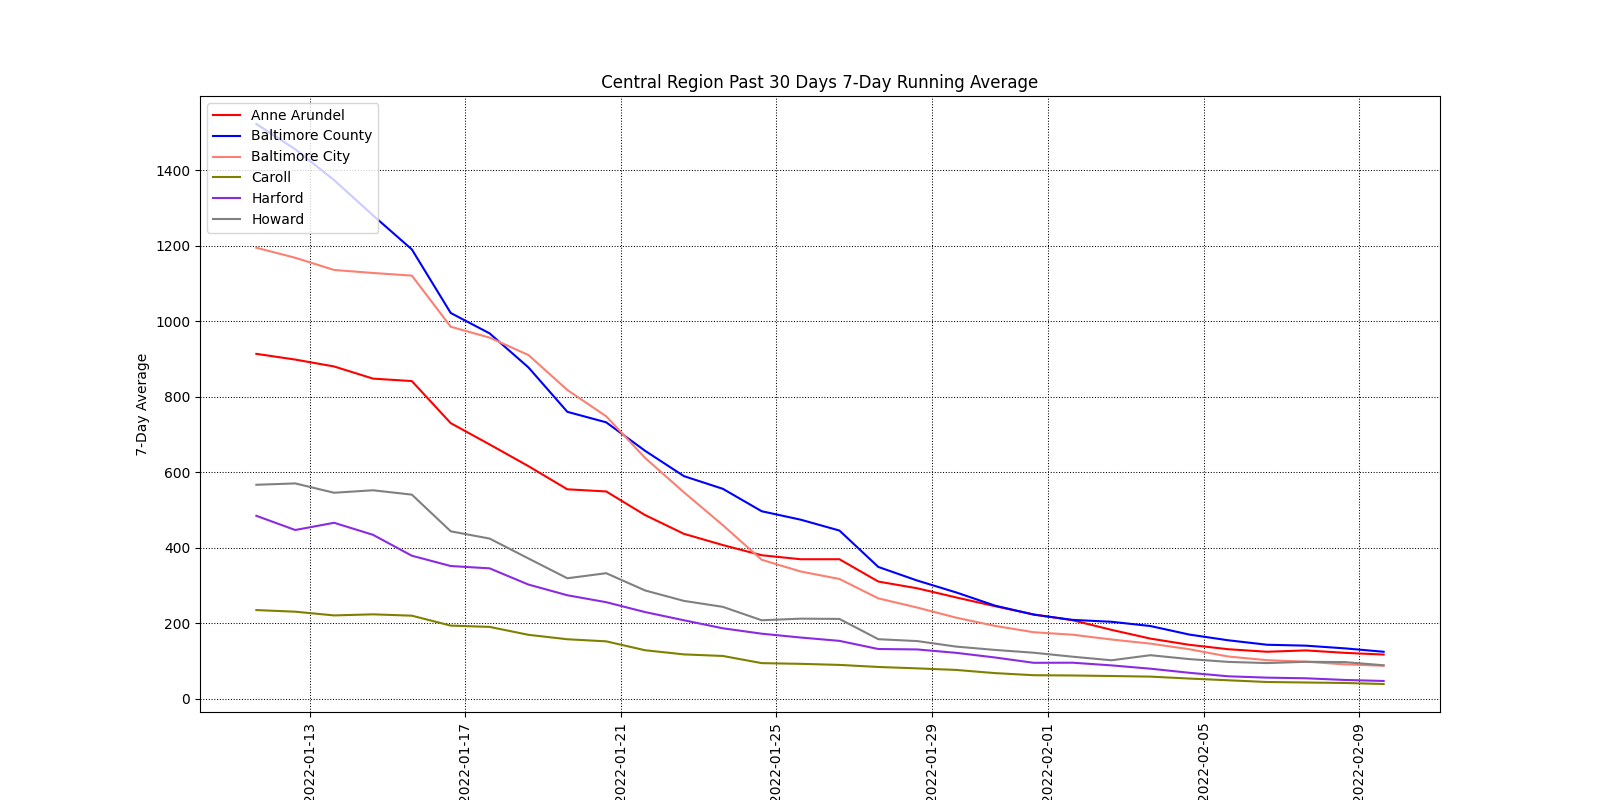 Central Region Past 30 Days 7-Day Running Average
Anne Arundel
Baltimore County
Baltimore City
Caroll
Harford
Howard
7-Day Average
1400
1200
1000
800
600
400
200
0
2022-01-13
2022-01-17
2022-01-21
2022-01-25
2022-01-29
2022-02-01
2022-02-05
2022-02-09